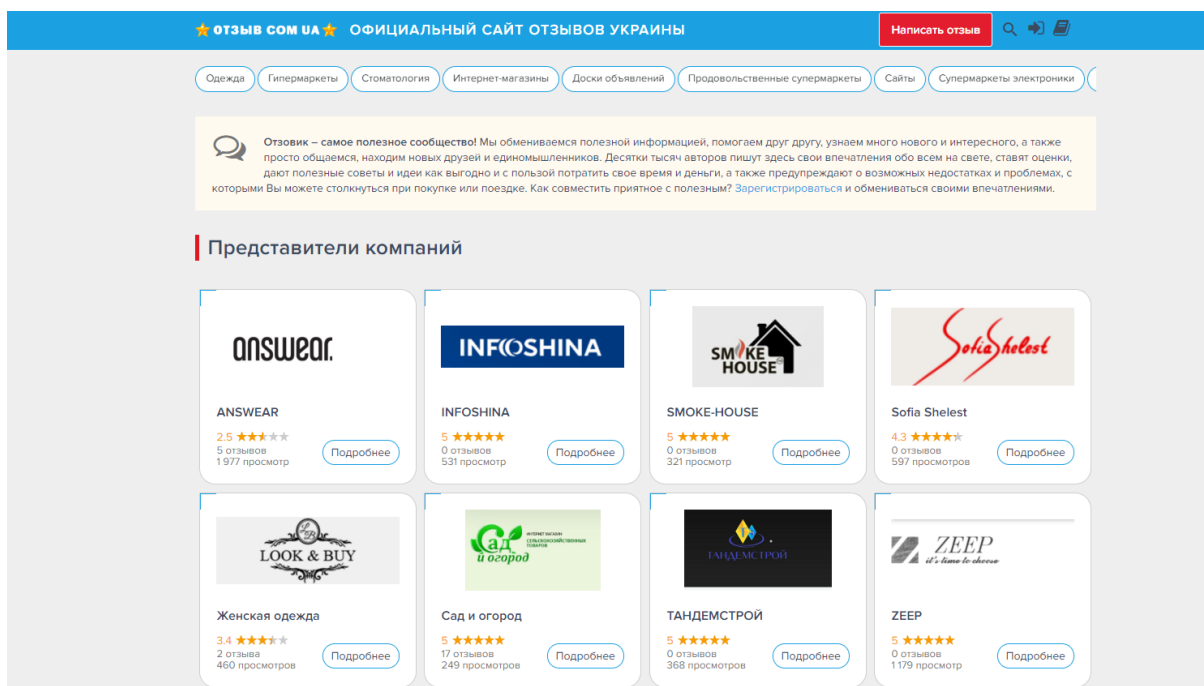 ОТЗЫВ COM UA ОФИЦИАЛЬНЫЙ САЙТ ОТЗЫВОВ УКРАИНЫ Написать отзыв
Одежда Гипермаркеты Стоматология Интернет-магазины Доски объявлений Продовольственные супермаркеты Сайты Супермаркеты электроники
Отзовик – самое полезное сообщество! Мы обмениваемся полезной информацией, помогаем друг другу, узнаем много нового и интересного, а также
просто общаемся, находим новых друзей и единомышленников. Десятки тысяч авторов пишут здесь свои впечатления обо всем на свете, ставят оценки,
дают полезные советы и идеи как выгодно и с пользой потратить свое время и деньги, а также предупреждают о возможных недостатках и проблемах, с
которыми Вы можете столкнуться при покупке или поездке. Как совместить приятное с полезным? Зарегистрироваться и обмениваться своими впечатлениями.
Представители компаний
answear.
ANSWEAR
2.5
5 отзывов
1 977 просмотр
Подробнее
INFOSHINA
INFOSHINA
5
0 отзывов
531 просмотр
Подробнее
SMOKE
HOUSE
SMOKE-HOUSE
5
0 отзывов
321 просмотр
Подробнее
Sofia Shelest
Sofia Shelest
4.3
0 отзывов
597 просмотров
Подробнее
LOOK & BUY
Женская одежда
3.4
2 отзыва
460 просмотров
Подробнее
Сад
и огород
ИНТЕРНЕТ МАГАЗИН
СЕЛЬСКОХОЗЯЙСТВЕННЫХ
ТОВАРОВ
Сад и огород
5
17 отзывов
249 просмотров
Подробнее
ТАНДЕМСТРОЙ
ТАНДЕМСТРОЙ
5
0 отзывов
368 просмотров
Подробнее
ZEEP
it's time to choose
ZEEP
5
0 отзывов
1 179 просмотр
Подробнее